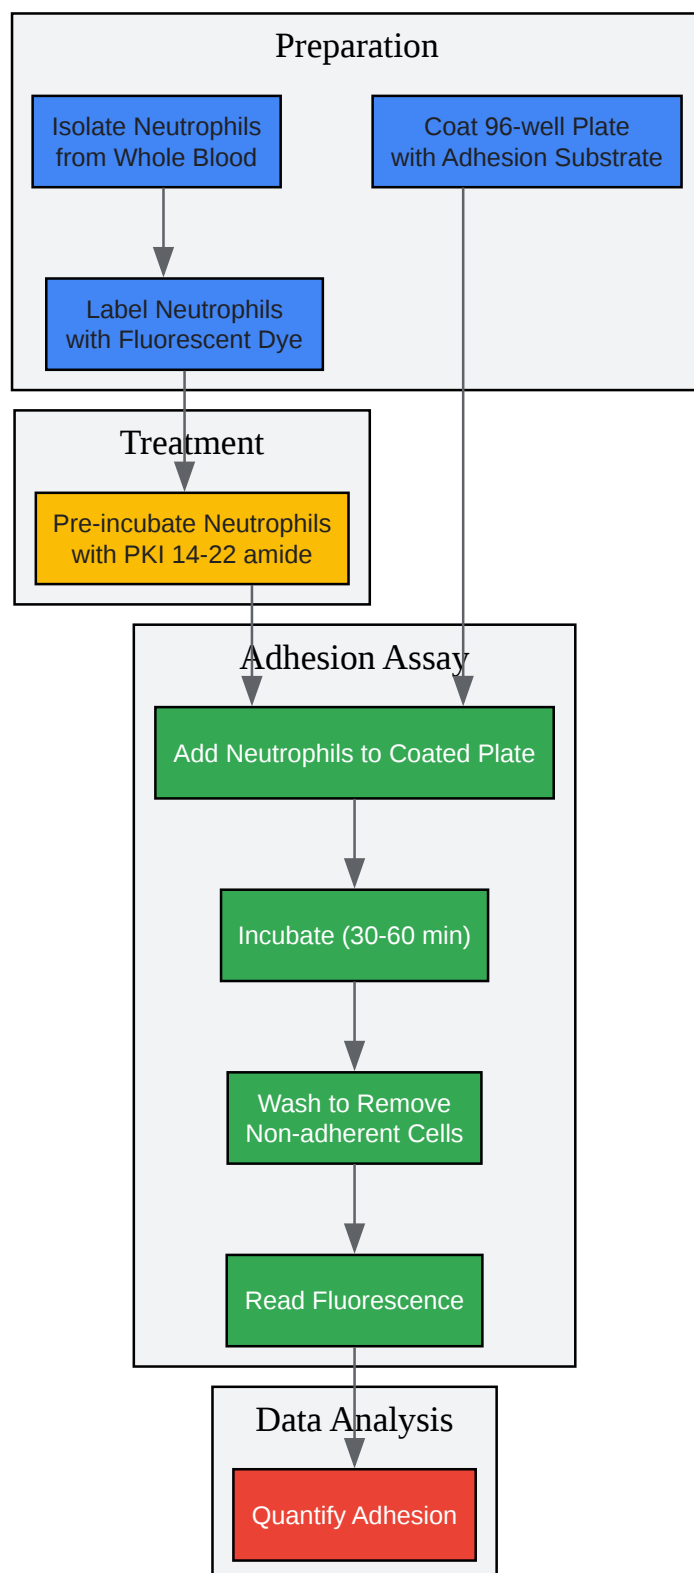 Preparation
Isolate Neutrophils
from Whole Blood
Coat 96-well Plate
with Adhesion Substrate
Label Neutrophils
with Fluorescent Dye
Treatment
Pre-incubate Neutrophils
with PKI 14-22 amide
Adhesion Assay
Add Neutrophils to Coated Plate
Incubate (30-60 min)
Wash to Remove
Non-adherent Cells
Read Fluorescence
Data Analysis
Quantify Adhesion